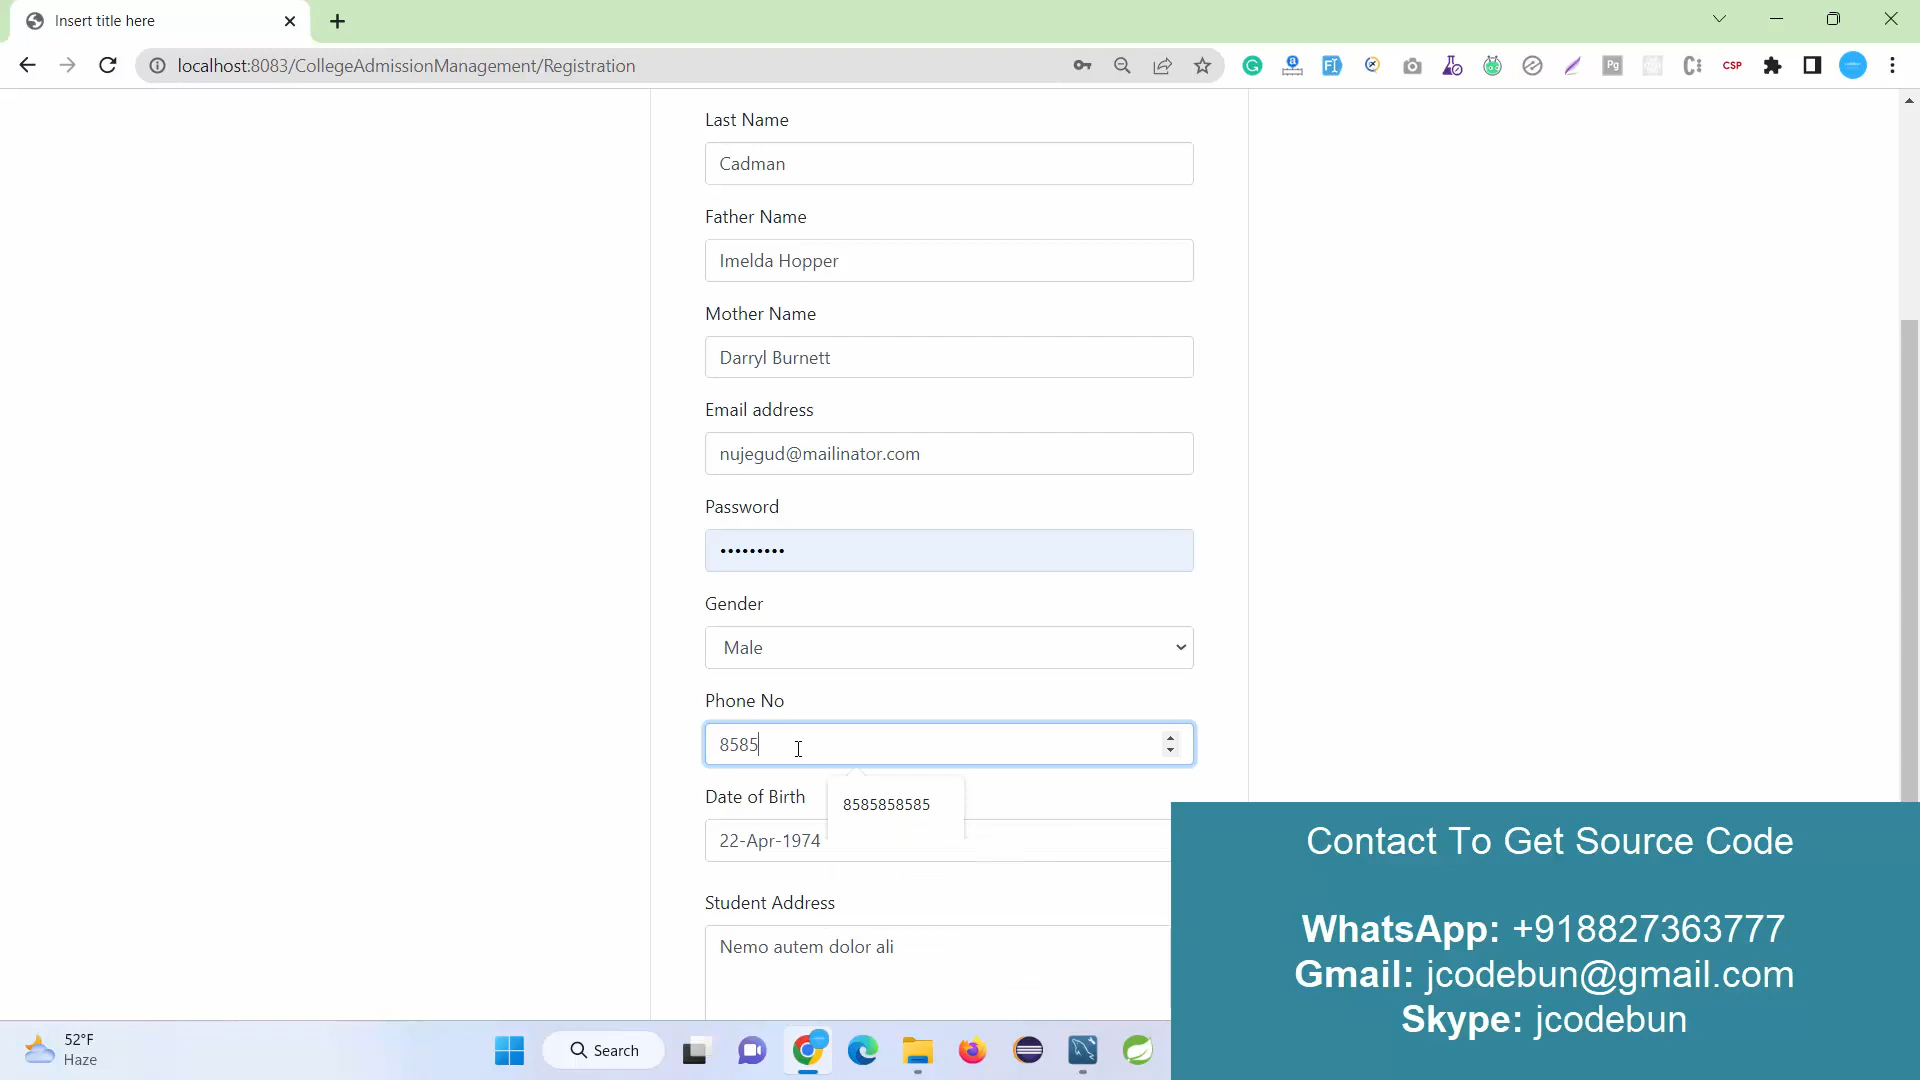 Insert title here
localhost:8083/CollegeAdmissionManagement/Registration
CSP
Pg
Last Name
Cadman
Father Name
Imelda Hopper
Mother Name
Darryl Burnett
Email address
nujegud@mailinator.com
Password
•••••••••
Gender
Male
Phone No
8585
8585858585
Date of Birth
22-Apr-1974
Student Address
Nemo autem dolor ali
Contact To Get Source Code
WhatsApp: +918827363777
Gmail: jcodebun@gmail.com
Skype: jcodebun
52°F
Haze
Search